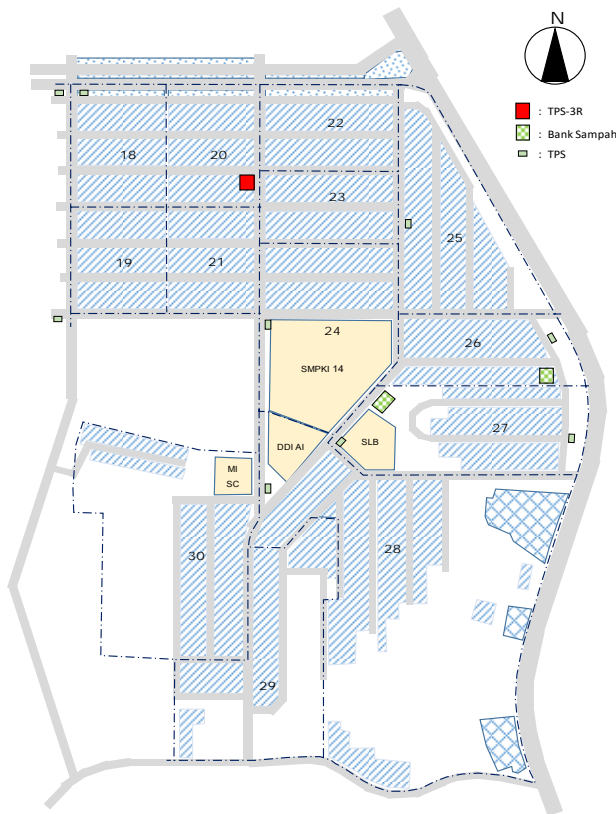 N
: TPS-3R
: Bank Sampah
: TPS
22
18
20
23
25
19
21
24
26
SMPKI 14
27
DDI AI
SLB
MI
SC
30
28
29